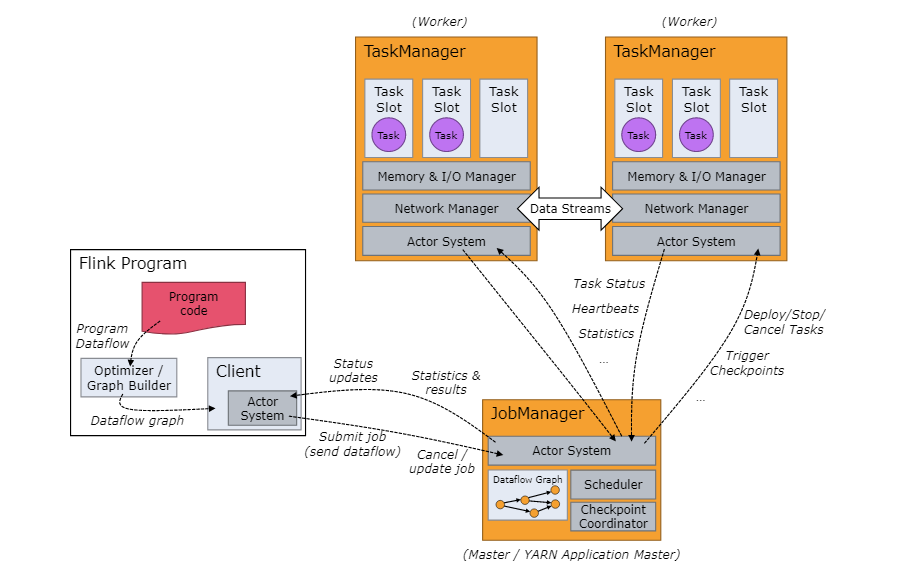 (Worker)
(Worker)
TaskManager
Task
Slot
Task
Task
Slot
Task
Task
Slot
Memory & I/O Manager
Network Manager
Actor System
TaskManager
Task
Slot
Task
Task
Slot
Task
Task
Slot
Memory & I/O Manager
Network Manager
Actor System
Data Streams
Flink Program
Program
code
Program
Dataflow
Optimizer /
Graph Builder
Dataflow graph
Client
Actor
System
Status
updates
Statistics &
results
Submit job
(send dataflow)
Cancel /
update job
Task Status
Heartbeats
Statistics
...
Deploy/Stop/
Cancel Tasks
Trigger
Checkpoints
...
JobManager
Actor System
Dataflow Graph
Scheduler
Checkpoint
Coordinator
(Master / YARN Application Master)